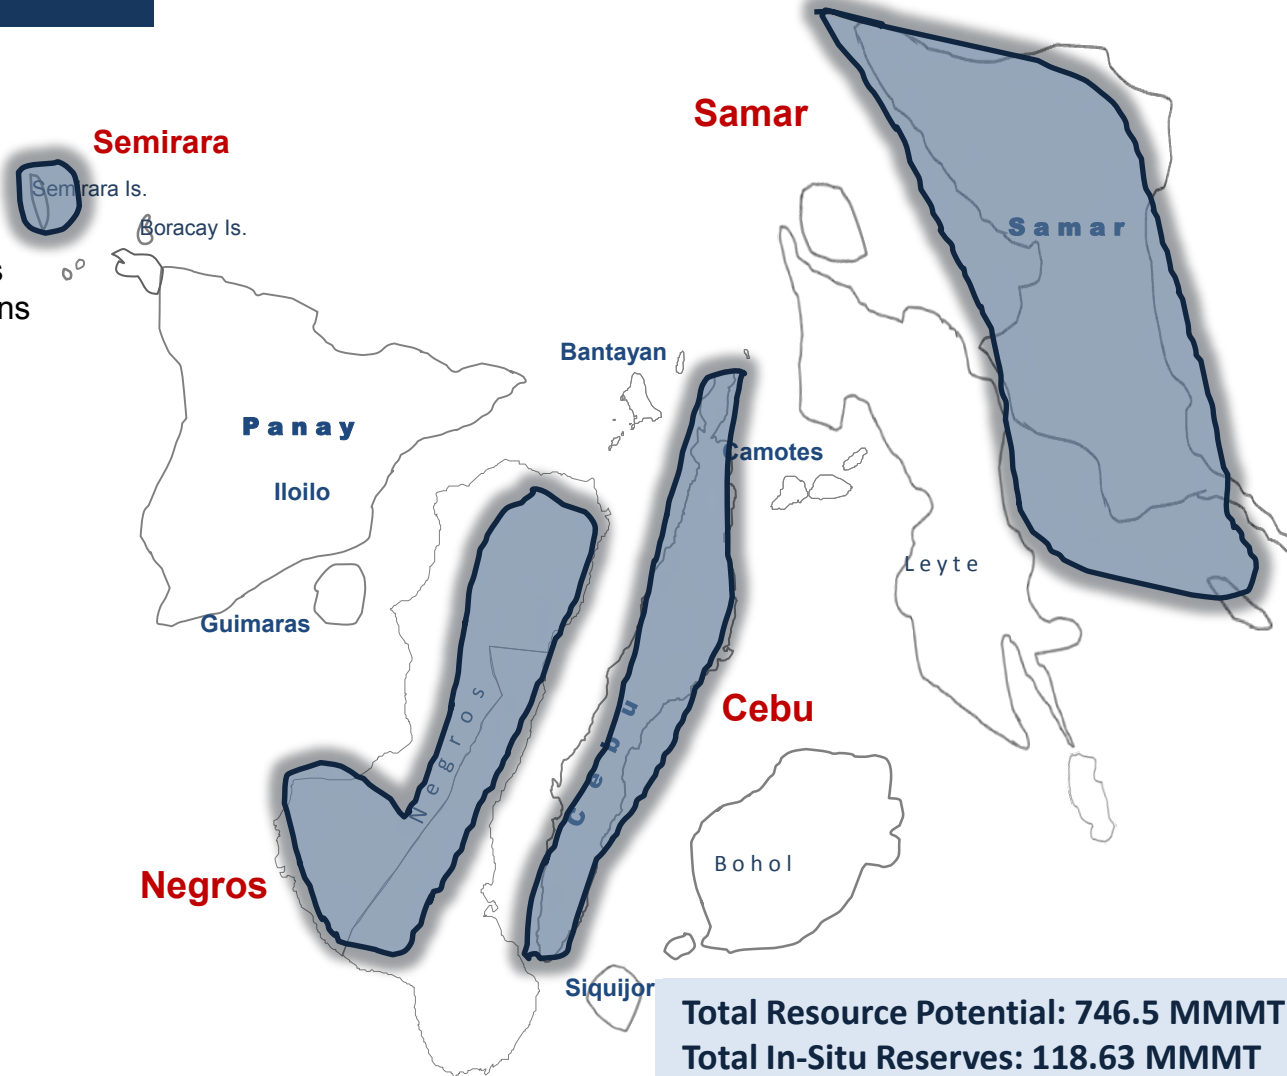 Samar
Semirara
Semirara Is.
Boracay Is.
Samar
s
ns
Bantayan
Panay
Camotes
Iloilo
Leyte
Guimaras
Negros
Cebu
Cebu
Bohol
Negros
Siquijor
Total Resource Potential: 746.5 MMMT
Total In-Situ Reserves: 118.63 MMMT